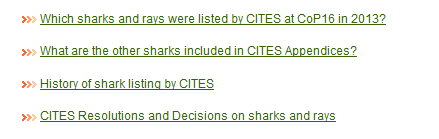 Which sharks and rays were listed by CITES at CoP16 in 2013?
What are the other sharks included in CITES Appendices?
History of shark listing by CITES
CITES Resolutions and Decisions on sharks and rays